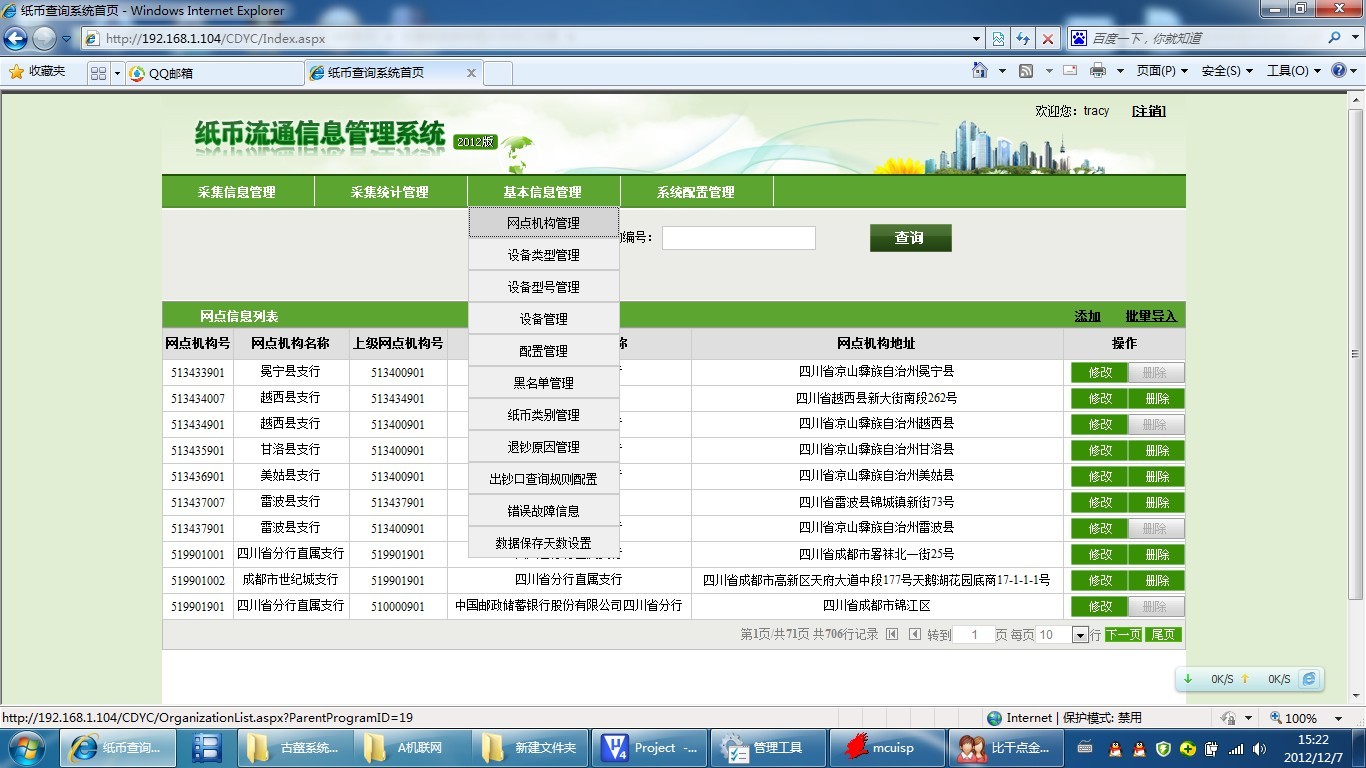 纸币查询系统首页 - Windows Internet Explorer
http://192.168.1.104/CDYC/Index.aspx
百度一下,你就知道
收藏夹
QQ邮箱
纸币查询系统首页
页面(P)
安全(S)
工具(O)
欢迎您: tracy [注销]
纸币流通信息管理系统 2012版
采集信息管理 采集统计管理 基本信息管理 系统配置管理
网点机构管理
编号:
查询
设备类型管理
设备型号管理
网点信息列表 添加 批量导入
设备管理
网点机构号 网点机构名称 上级网点机构号 称 网点机构地址 操作
配置管理
513433901 冕宁县支行 513400901 四川省凉山彝族自治州冕宁县 修改 删除
黑名单管理
513434007 越西县支行 513434901 四川省越西县新大街南段262号 修改 删除
纸币类别管理
513434901 越西县支行 513400901 四川省凉山彝族自治州越西县 修改 删除
退钞原因管理
513435901 甘洛县支行 513400901 四川省凉山彝族自治州甘洛县 修改 删除
513436901 美姑县支行 513400901 四川省凉山彝族自治州美姑县 修改 删除
出钞口查询规则配置
513437007 雷波县支行 513437901 四川省雷波县锦城镇新街73号 修改 删除
错误故障信息
513437901 雷波县支行 513400901 四川省凉山彝族自治州雷波县 修改 删除
数据保存天数设置
519901001 四川省分行直属支行 519901901 四川省成都市署袜北一街25号 修改 删除
519901002 成都市世纪城支行 519901901 四川省分行直属支行 四川省成都市高新区天府大道中段177号天鹅湖花园底商17-1-1-1号 修改 删除
519901901 四川省分行直属支行 510000901 中国邮政储蓄银行股份有限公司四川省分行 四川省成都市锦江区 修改 删除
第1页/共71页 共706行记录 转到 1 页 每页 10 行 下一页 尾页
0K/S 0K/S
http://192.168.1.104/CDYC/OrganizationList.aspx?ParentProgramID=19
Internet | 保护模式: 禁用
100%
纸币查询...
A机联网
新建文件夹
Project -...
管理工具
mcuisp
比干点金...
15:22
2012/12/7